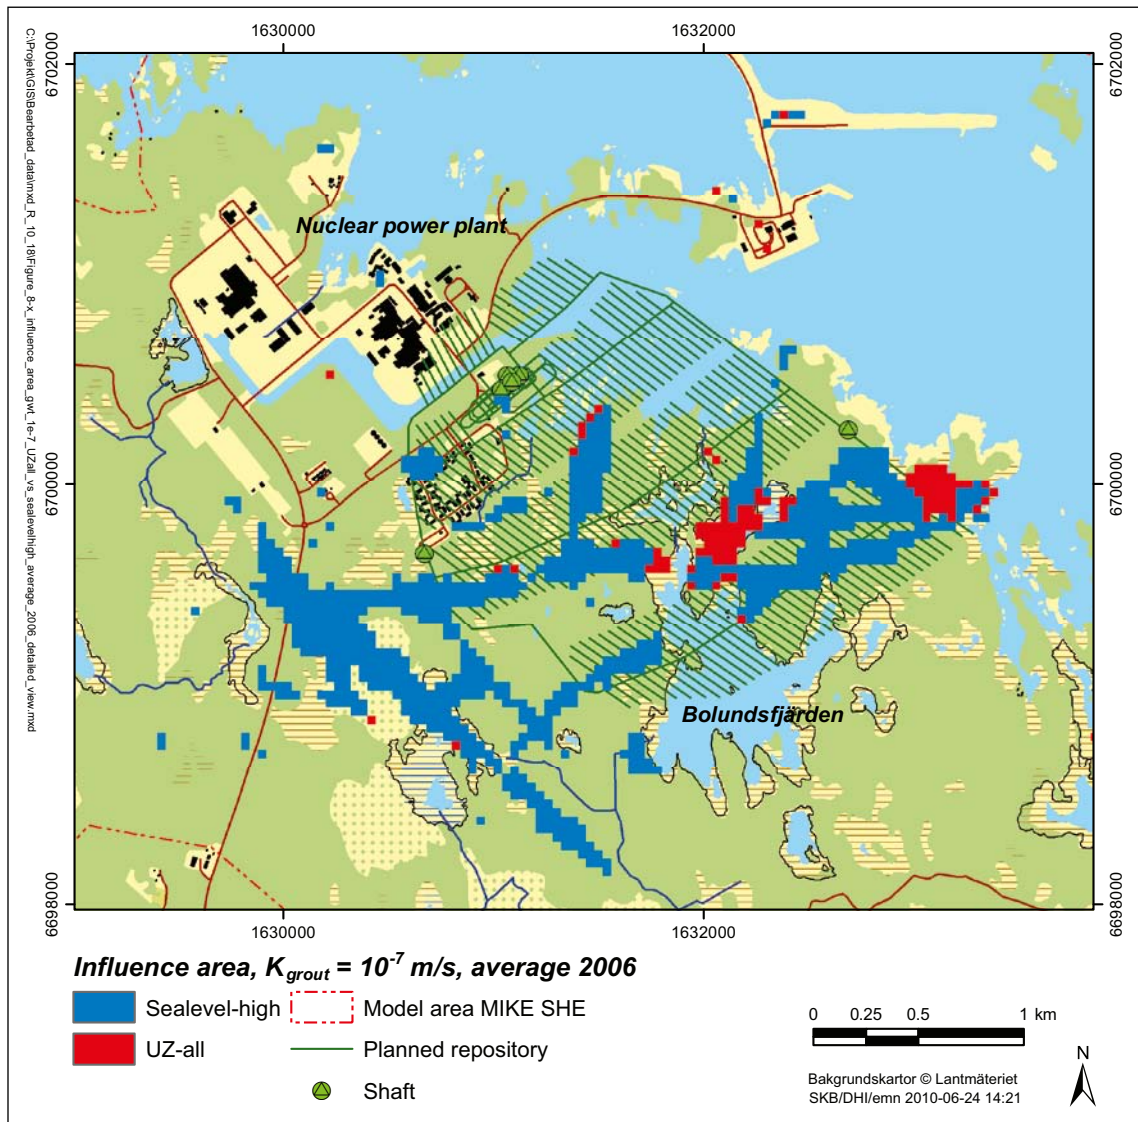 1630000
1632000
6702000
6702000
C:\Projekt\GIS\Bearbetad_data\mxd_R_10_18\Figure_8-x_influence_area_gwt_1e-7_UZall_vs_sealevelhigh_average_2006_detailed_view.mxd
Nuclear power plant
6700000
6700000
Bolundsfjärden
6698000
6698000
1630000
1632000
Influence area, Kgrout = 10-7 m/s, average 2006
Sealevel-high
Model area MIKE SHE
UZ-all
Planned repository
Shaft
0 0.25 0.5 1 km
Bakgrundskartor © Lantmäteriet
SKB/DHI/emn 2010-06-24 14:21
N